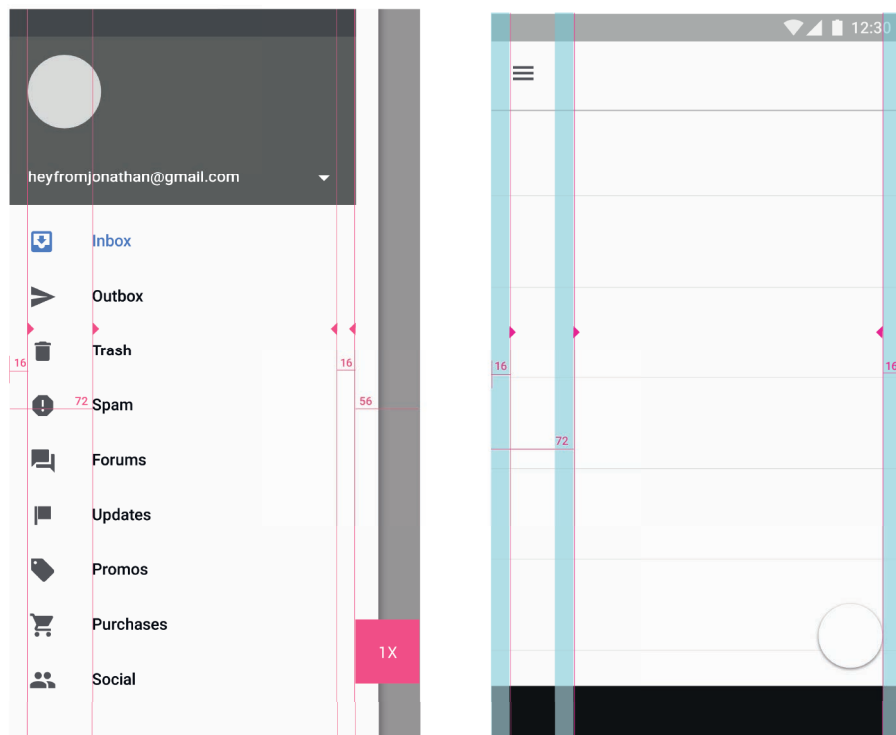 heyfromjonathan@gmail.com
Inbox
Outbox
Trash
16
16
72
Spam
56
Forums
Updates
Promos
Purchases
1X
Social
12:30
16
16
72